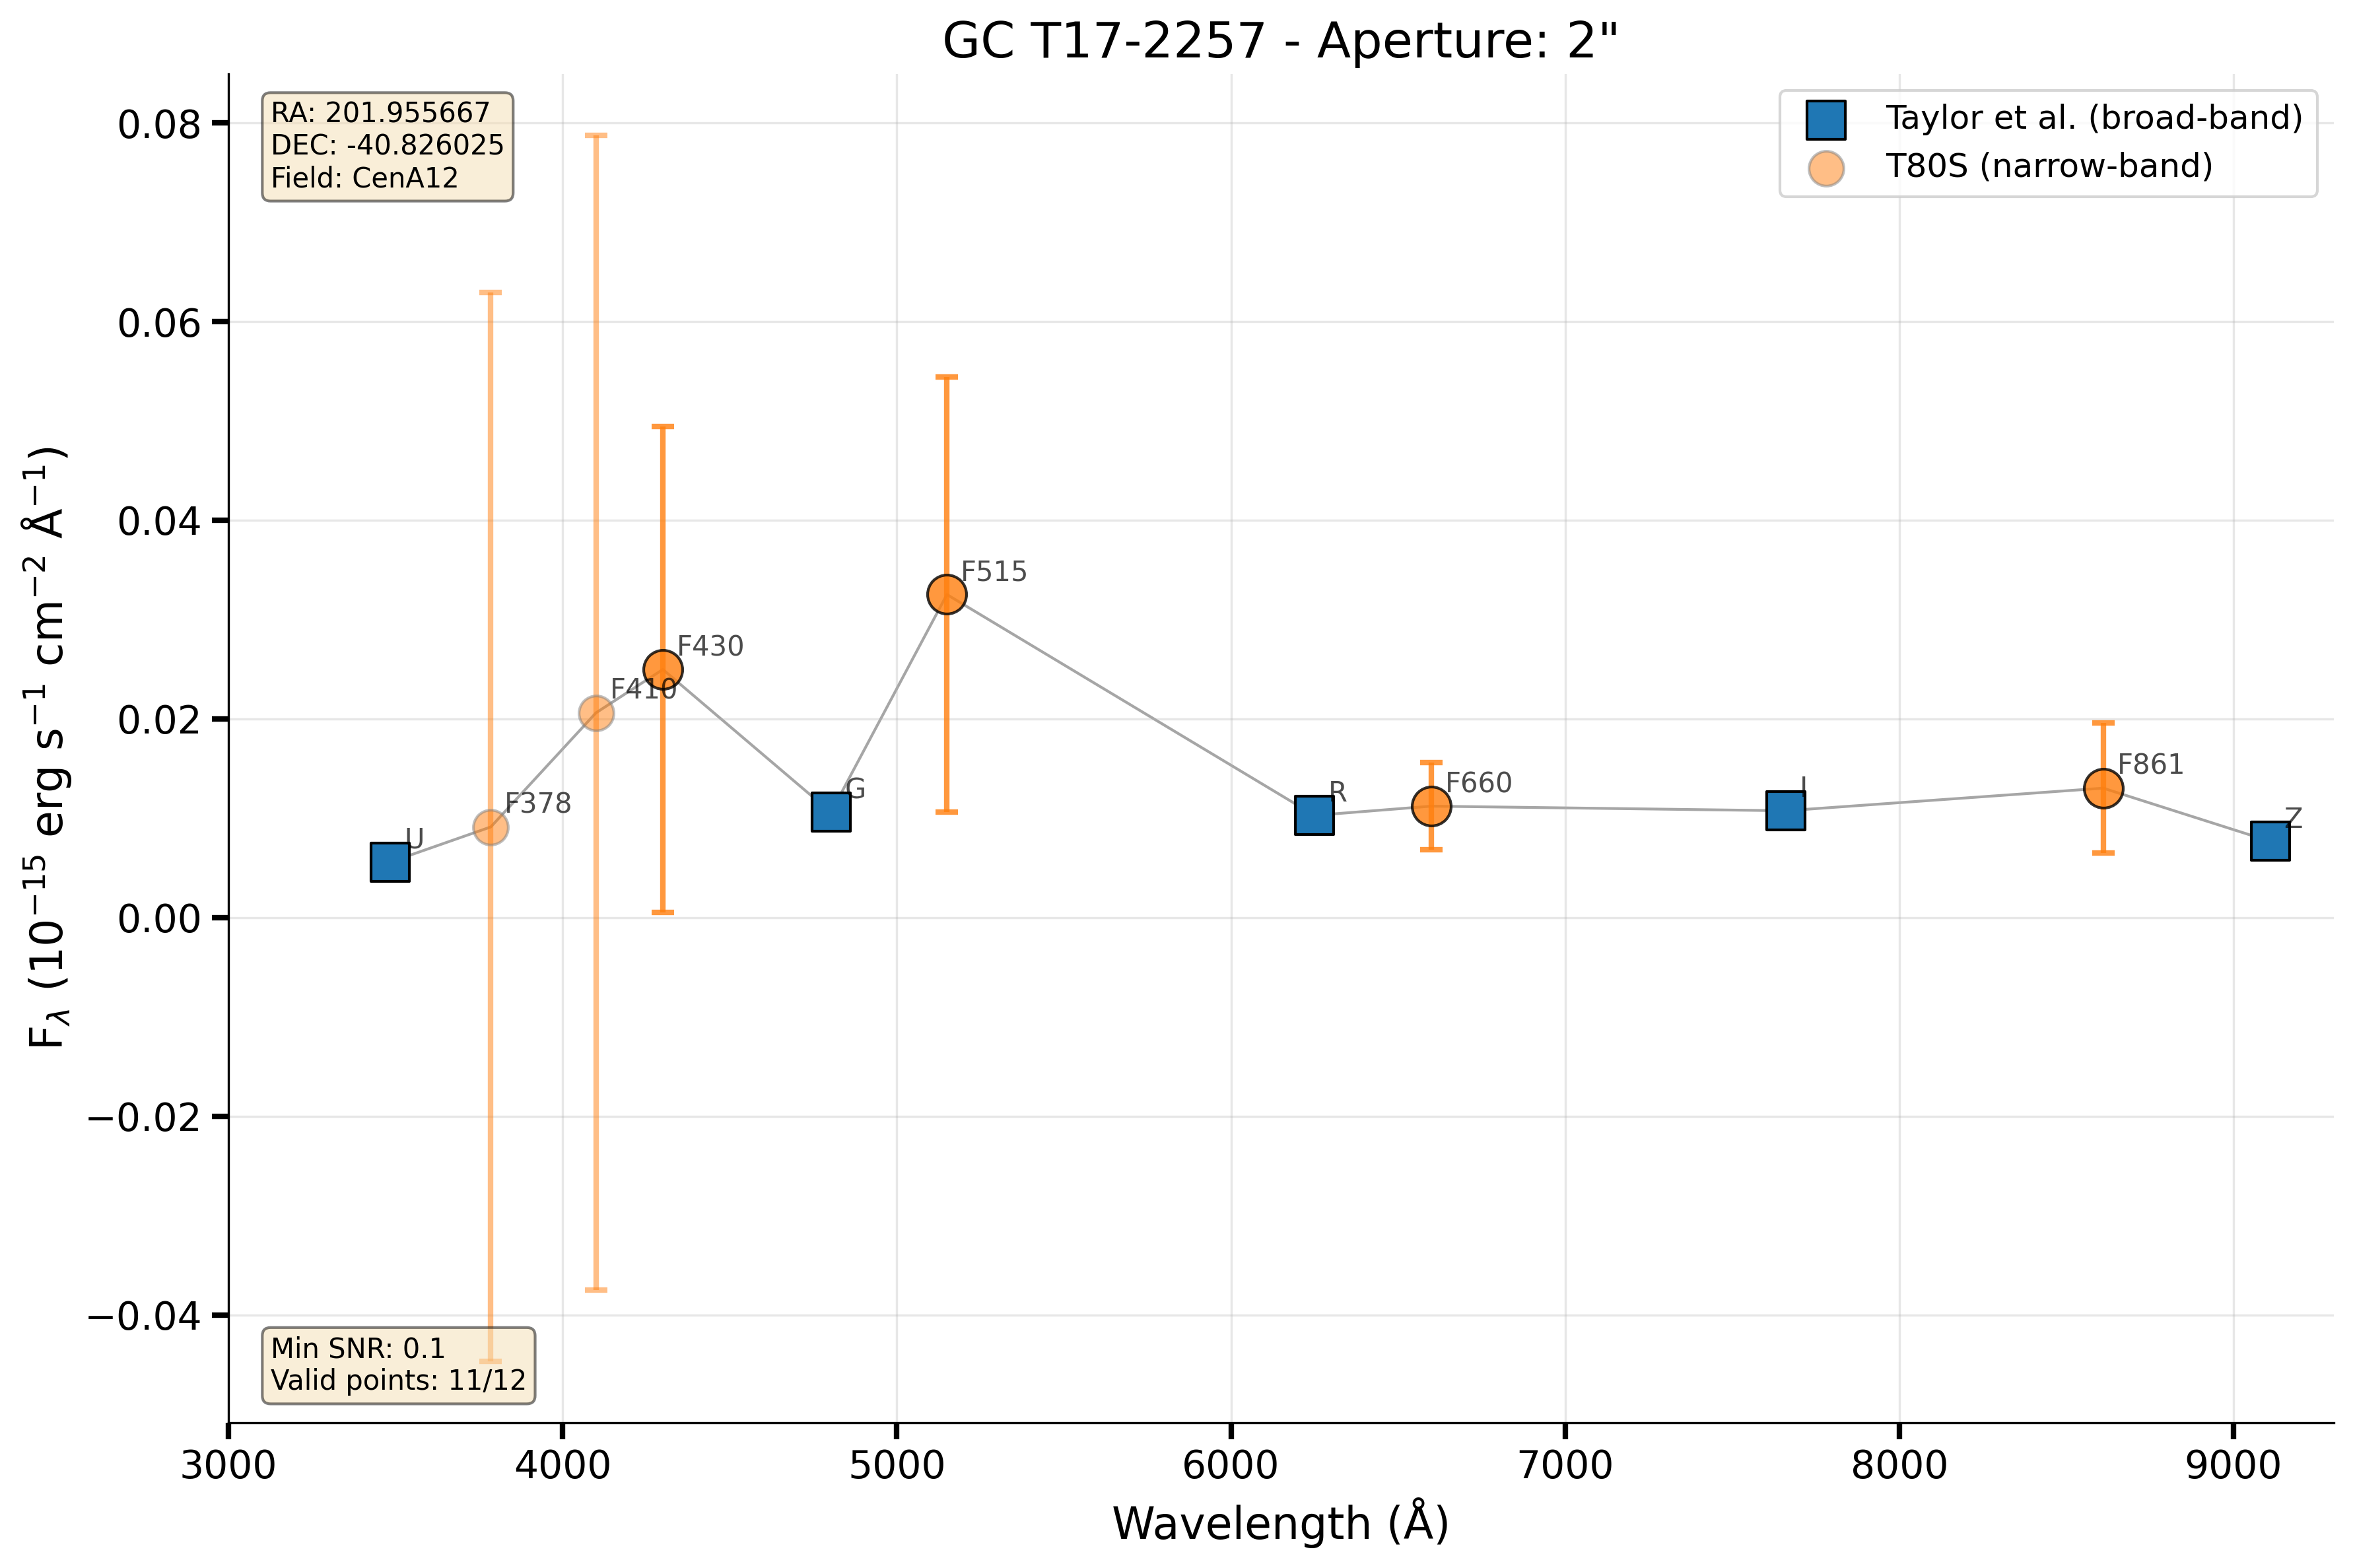 GC T17-2257 - Aperture: 2"
RA: 201.955667
DEC: -40.826025
Field: CenA12
Taylor et al. (broad-band)
T80S (narrow-band)
0.08
0.06
0.04
0.02
0.00
−0.02
−0.04
F_λ (10⁻¹⁵ erg s⁻¹ cm⁻² Å⁻¹)
U
F378
F410
F430
G
F515
R
F660
I
F861
Z
Min SNR: 0.1
Valid points: 11/12
3000 4000 5000 6000 7000 8000 9000
Wavelength (Å)